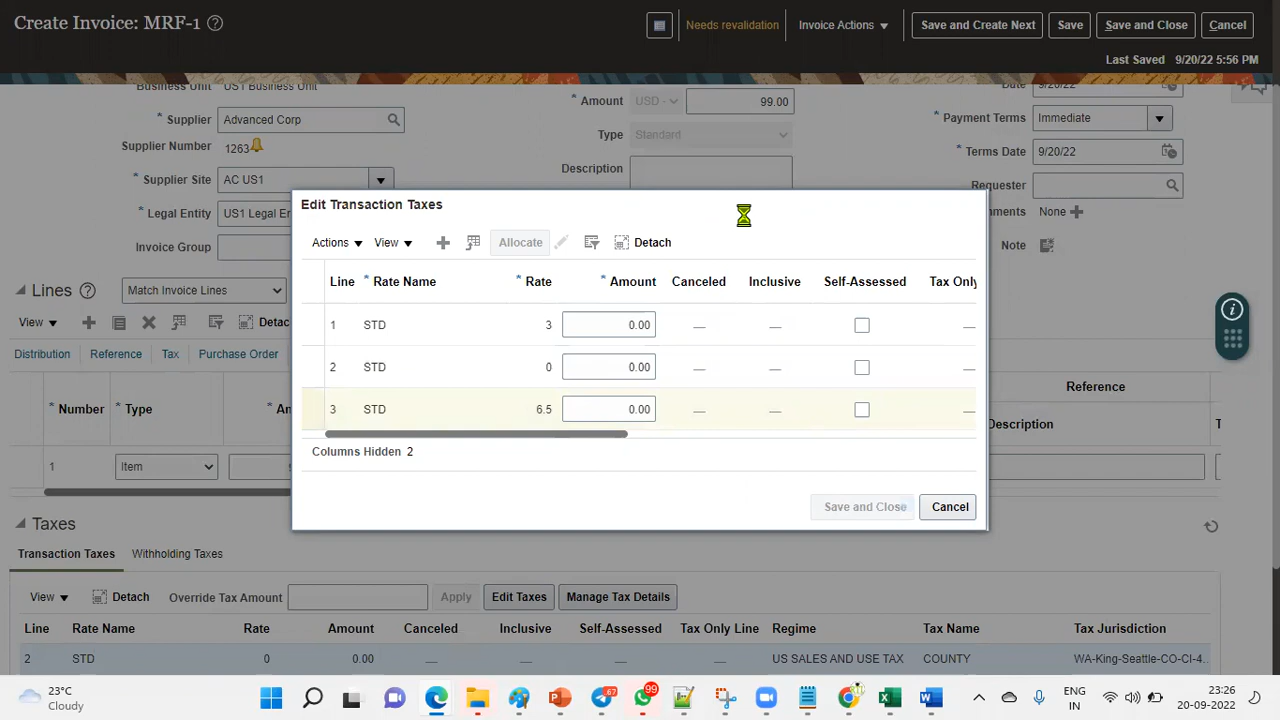 Create Invoice: MRF-1
Needs revalidation
Invoice Actions
Save and Create Next
Save
Save and Close
Cancel
Last Saved 9/20/22 5:56 PM
Business Unit US1 Business Unit
* Supplier Advanced Corp
Supplier Number 1263
* Supplier Site AC US1
* Legal Entity US1 Legal
Invoice Group
* Amount USD - 99.00
Type Standard
Description
Date 9/20/22
* Payment Terms Immediate
* Terms Date 9/20/22
Requester
None
Note
Edit Transaction Taxes
Actions View Allocate Detach
Line * Rate Name * Rate * Amount Canceled Inclusive Self-Assessed Tax Only
1 STD 3 0.00 — —  —
2 STD 0 0.00 — — —
3 STD 6.5 0.00 — — —
Columns Hidden 2
Save and Close Cancel
Lines Match Invoice Lines
View
Distribution Reference Tax Purchase Order
Reference
* Number * Type
Description
1 Item
Taxes
Transaction Taxes Withholding Taxes
View Detach Override Tax Amount Apply Edit Taxes Manage Tax Details
Line Rate Name Rate Amount Canceled Inclusive Self-Assessed Tax Only Line Regime Tax Name Tax Jurisdiction
2 STD 0 0.00 — — — — US SALES AND USE TAX COUNTY WA-King-Seattle-CO-CI-4..
23°C
Cloudy
67
99
ENG
IN
23:26
20-09-2022